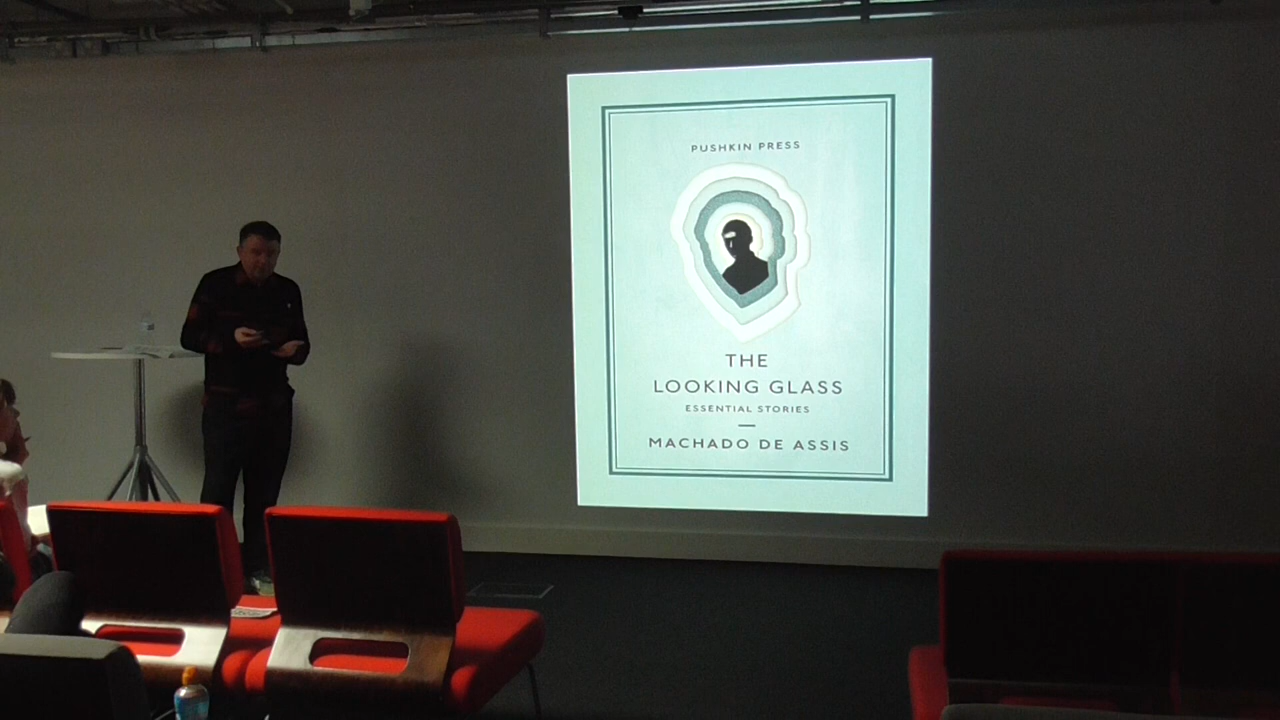 PUSHKIN PRESS
THE
LOOKING GLASS
ESSENTIAL STORIES
MACHADO DE ASSIS